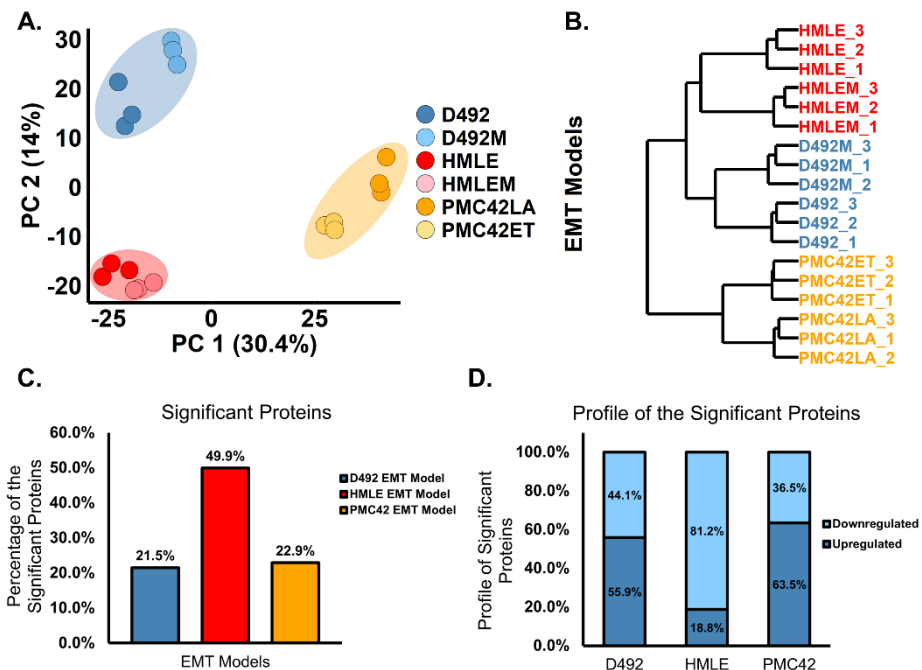 A.
30
20
10
0
-10
-20
PC 2 (14%)
-25
0
25
PC 1 (30.4%)
D492
D492M
HMLE
HMLEM
PMC42LA
PMC42ET
B.
EMT Models
HMLE_3
HMLE_2
HMLE_1
HMLEM_3
HMLEM_2
HMLEM_1
D492M_3
D492M_1
D492M_2
D492_3
D492_2
D492_1
PMC42ET_3
PMC42ET_2
PMC42ET_1
PMC42LA_3
PMC42LA_1
PMC42LA_2
C.
Significant Proteins
Percentage of the
Significant Proteins
60.0%
50.0%
40.0%
30.0%
20.0%
10.0%
0.0%
21.5%
49.9%
22.9%
EMT Models
D492 EMT Model
HMLE EMT Model
PMC42 EMT Model
D.
Profile of the Significant Proteins
Profile of Significant
Proteins
100.0%
80.0%
60.0%
40.0%
20.0%
0.0%
44.1%
55.9%
81.2%
18.8%
36.5%
63.5%
D492
HMLE
PMC42
Downregulated
Upregulated